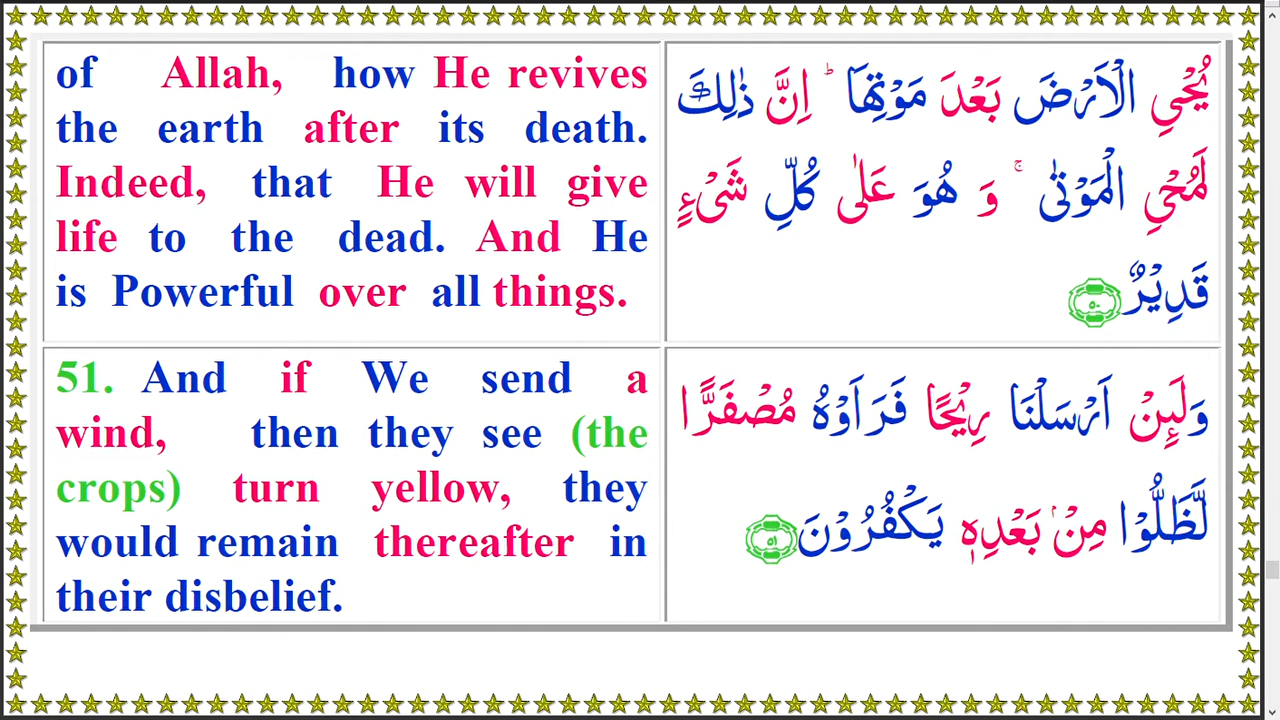 of Allah, how He revives
the earth after its death.
Indeed, that He will give
life to the dead. And He
is Powerful over all things.
یُحْیِ الْاَرْضَ بَعْدَ مَوْتِهَا ؕ اِنَّ ذٰلِكَ
لَمُحْیِ الْمَوْتٰی ۚ وَ هُوَ عَلٰی كُلِّ شَیْءٍ
قَدِیْرٌ ۵۰
51. And if We send a
wind, then they see (the
crops) turn yellow, they
would remain thereafter in
their disbelief.
وَلَىِٕنْ اَرْسَلْنَا رِیْحًا فَرَاَوْهُ مُصْفَرًّا
لَّظَلُّوْا مِنْۢ بَعْدِهٖ یَكْفُرُوْنَ ۵۱